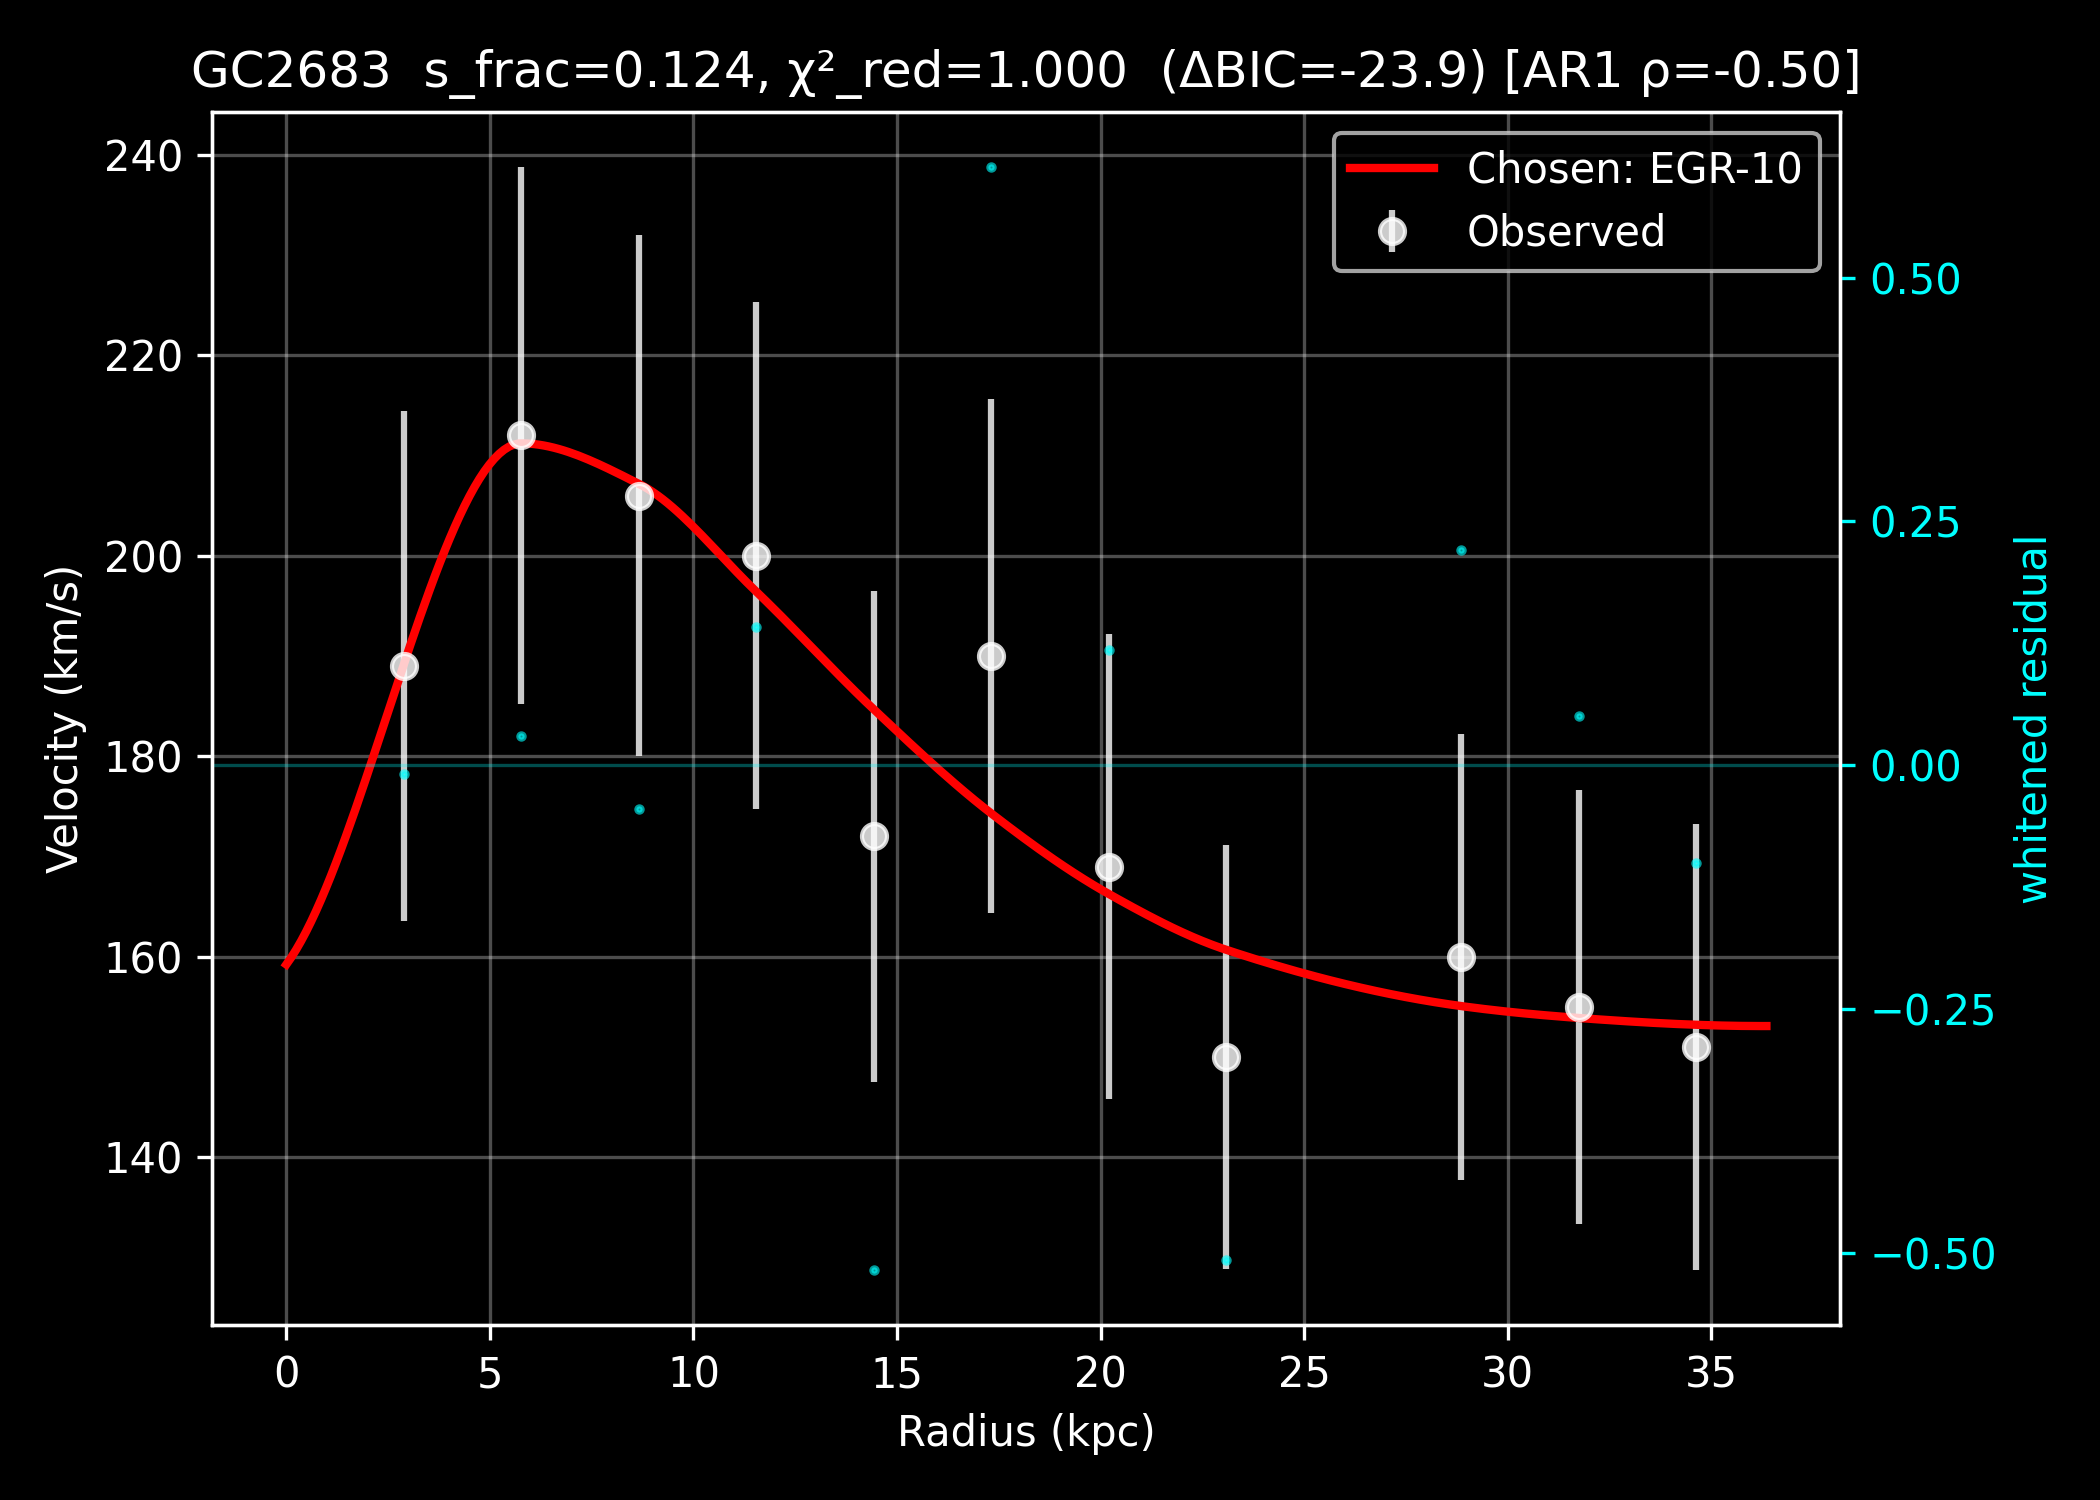 GC2683  s_frac=0.124, χ²_red=1.000  (ΔBIC=-23.9) [AR1 ρ=-0.50]
Chosen: EGR-10
Observed
Velocity (km/s)
240
220
200
180
160
140
0.50
0.25
0.00
−0.25
−0.50
whitened residual
0 5 10 15 20 25 30 35
Radius (kpc)